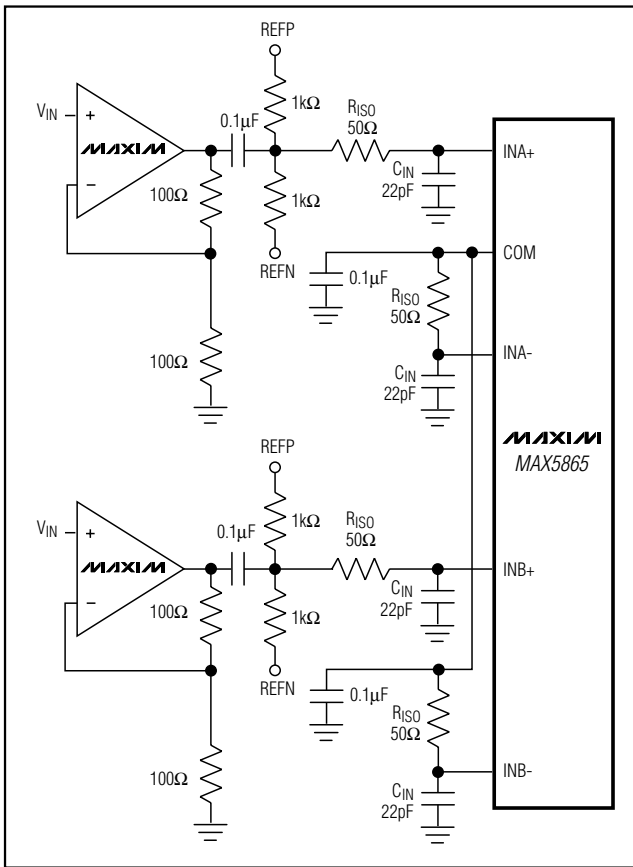 REFP
VIN
+
−
MAXIM
0.1μF
1kΩ
1kΩ
REFN
RISO
50Ω
CIN
22pF
INA+
100Ω
100Ω
0.1μF
COM
RISO
50Ω
INA-
CIN
22pF
MAXIM
MAX5865
REFP
VIN
+
−
MAXIM
0.1μF
1kΩ
1kΩ
REFN
RISO
50Ω
CIN
22pF
INB+
100Ω
100Ω
0.1μF
RISO
50Ω
INB-
CIN
22pF